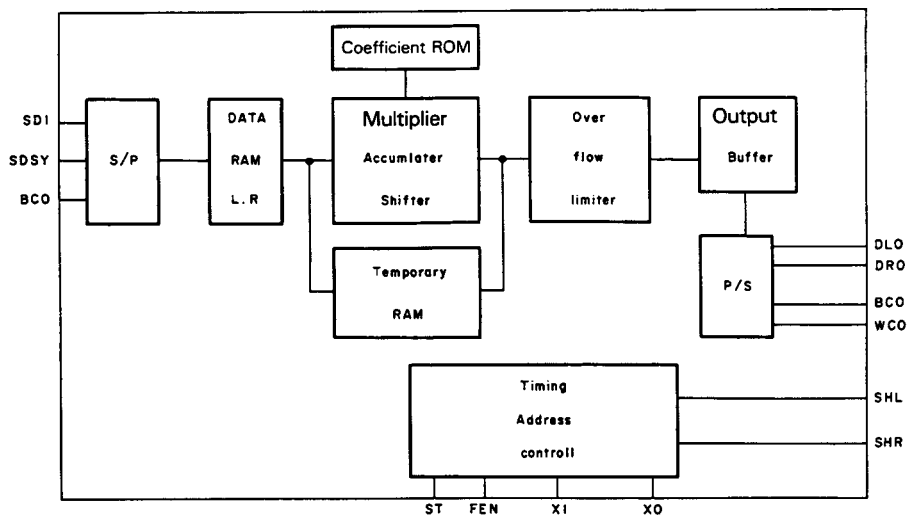 Coefficient ROM
SDI
SDSY
BCO
S/P
DATA
RAM
L.R
Multiplier
Accumlater
Shifter
Over
flow
limiter
Output
Buffer
Temporary
RAM
P/S
DLO
DRO
BCO
WCO
Timing
Address
controll
SHL
SHR
ST FEN XI XO